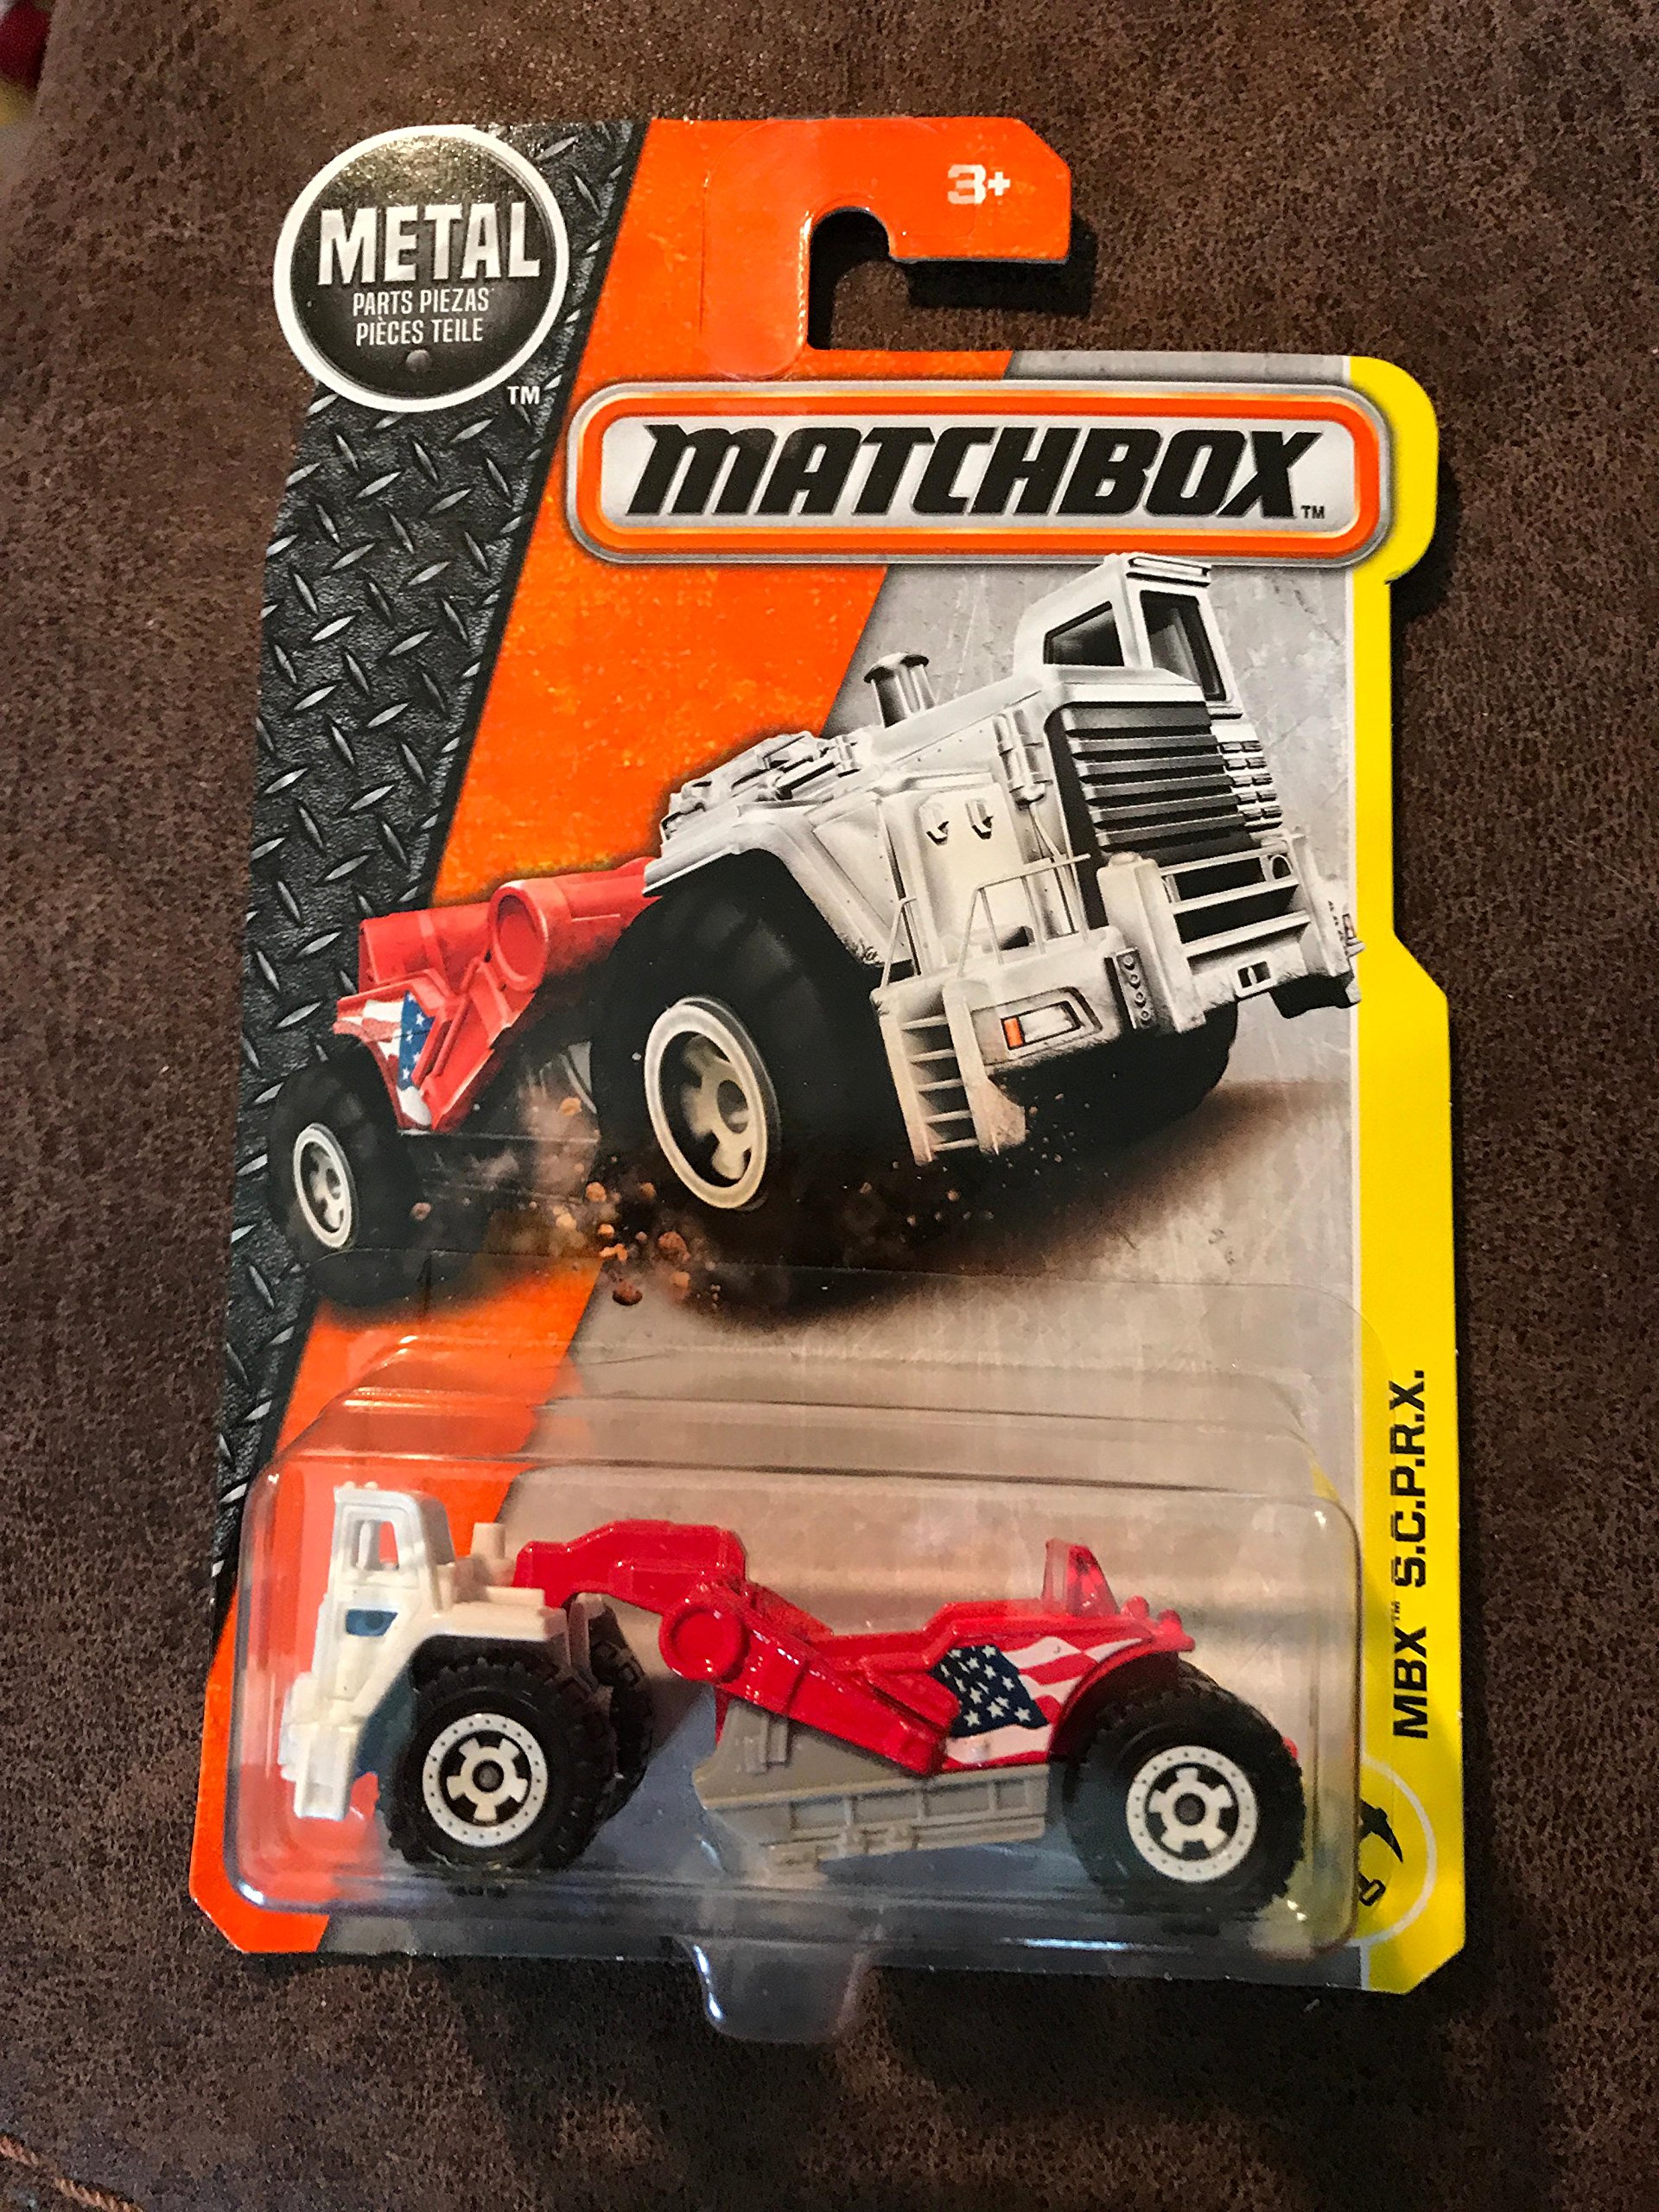 3+
METAL
PARTS PIEZAS
PIÈCES TEILE
TM
MATCHBOX TM
MBX™ S.C.P.R.X.